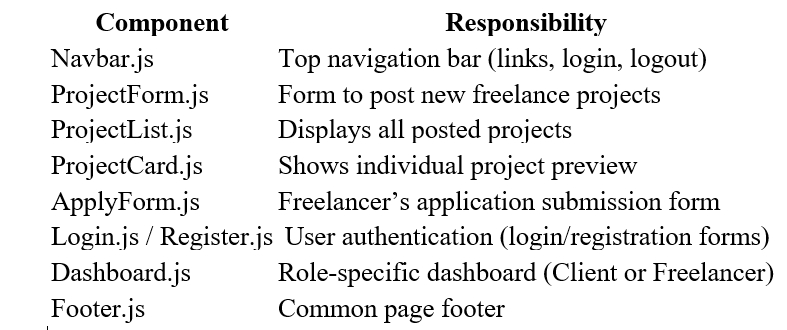 Component Responsibility
Navbar.js Top navigation bar (links, login, logout)
ProjectForm.js Form to post new freelance projects
ProjectList.js Displays all posted projects
ProjectCard.js Shows individual project preview
ApplyForm.js Freelancer’s application submission form
Login.js / Register.js User authentication (login/registration forms)
Dashboard.js Role-specific dashboard (Client or Freelancer)
Footer.js Common page footer